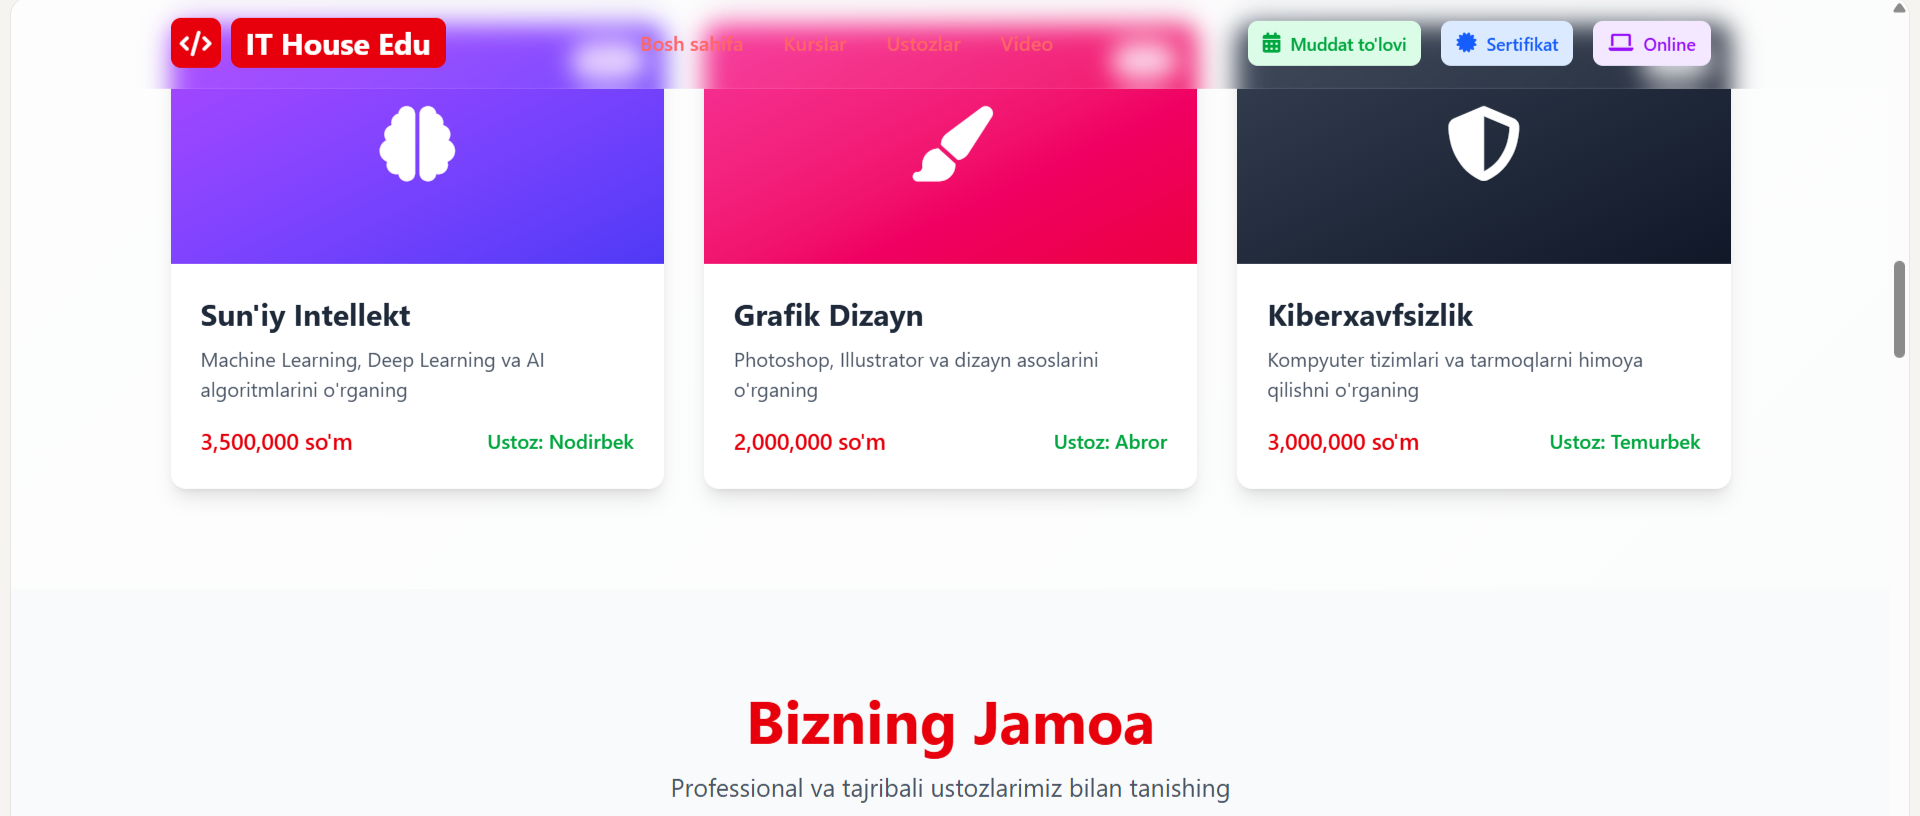 IT House Edu
Bosh sahifa
Kurslar
Ustozlar
Video
Muddat to'lovi
Sertifikat
Online
Sun'iy Intellekt
Machine Learning, Deep Learning va AI
algoritmlarini o'rganing
3,500,000 so'm
Ustoz: Nodirbek
Grafik Dizayn
Photoshop, Illustrator va dizayn asoslarini
o'rganing
2,000,000 so'm
Ustoz: Abror
Kiberxavfsizlik
Kompyuter tizimlari va tarmoqlarni himoya
qilishni o'rganing
3,000,000 so'm
Ustoz: Temurbek
Bizning Jamoa
Professional va tajribali ustozlarimiz bilan tanishing